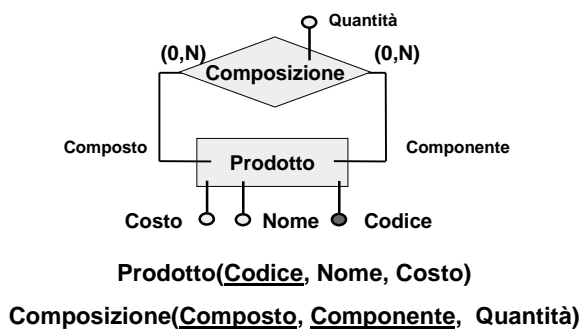 Quantità
(0,N) (0,N)
Composizione
Composto Componente
Prodotto
Costo Nome Codice
Prodotto(Codice, Nome, Costo)
Composizione(Composto, Componente, Quantità)